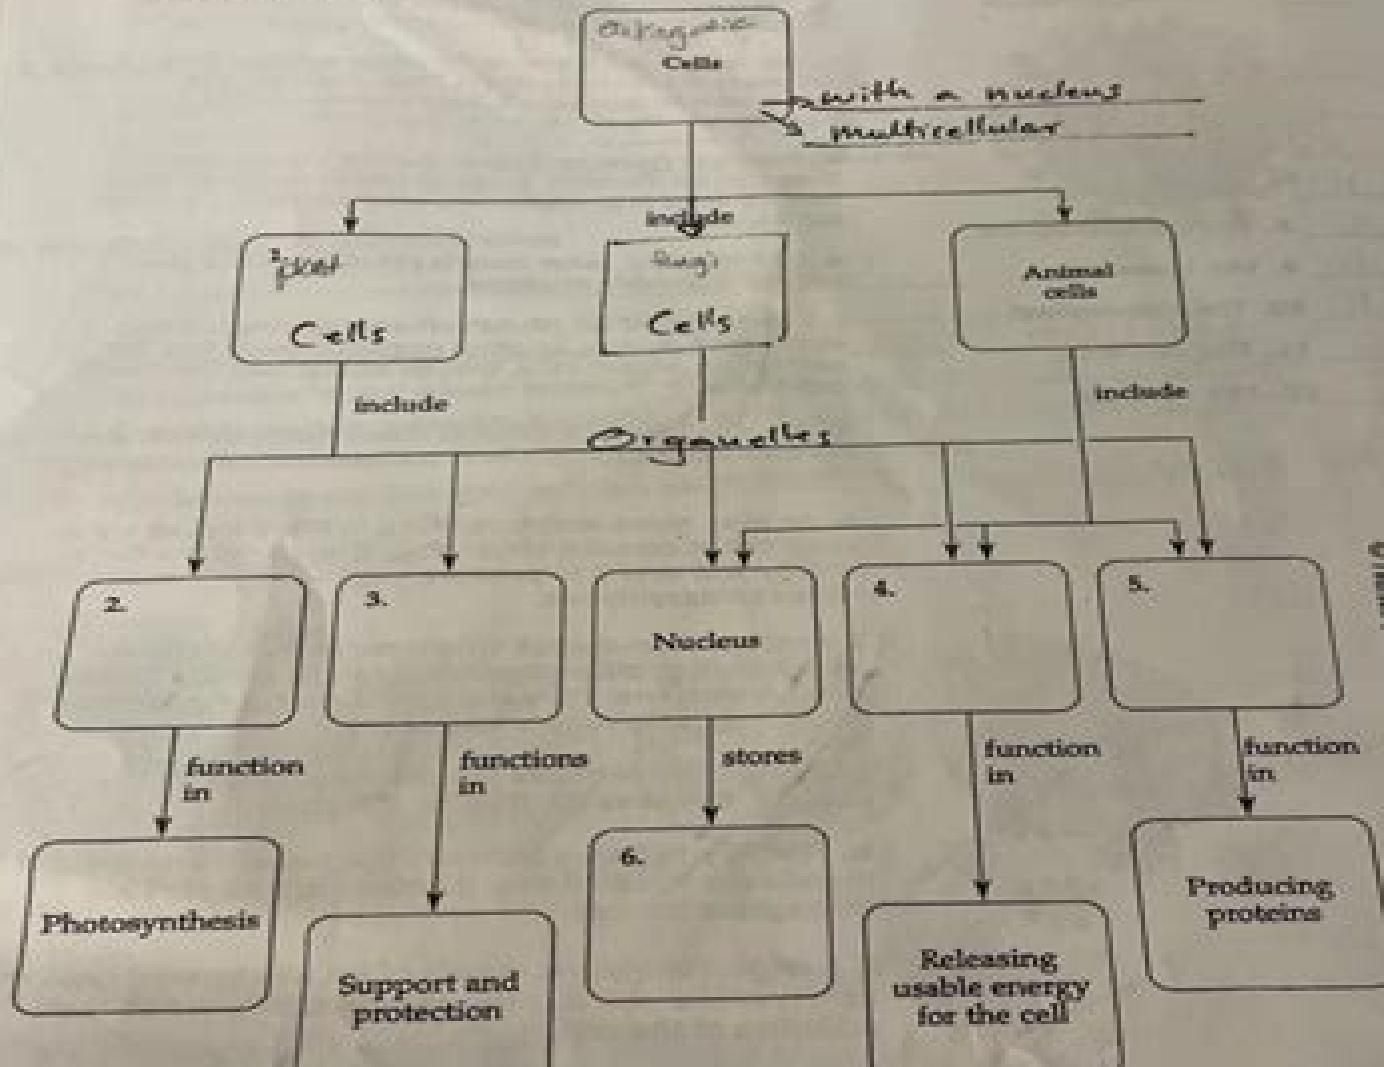 Cells
with a nucleus
multicellular
include
plant
fungi
Animal
cells
Cells
Cells
include
include
Organelles
2.
3.
Nucleus
4.
5.
function
in
functions
in
stores
function
in
function
in
Photosynthesis
Support and
protection
6.
Releasing
usable energy
for the cell
Producing
proteins